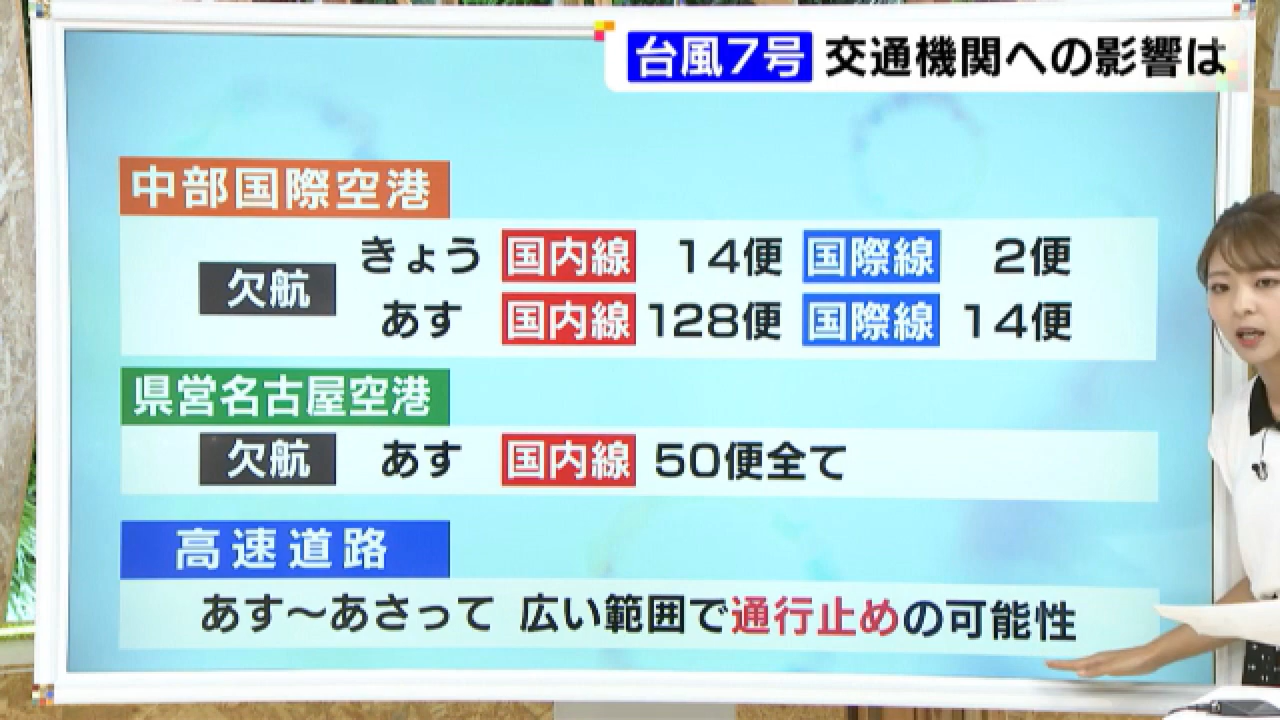 台風7号 交通機関への影響は
中部国際空港
欠航 きょう 国内線 14便 国際線 2便
あす 国内線 128便 国際線 14便
県営名古屋空港
欠航 あす 国内線 50便全て
高速道路
あす～あさって 広い範囲で通行止めの可能性